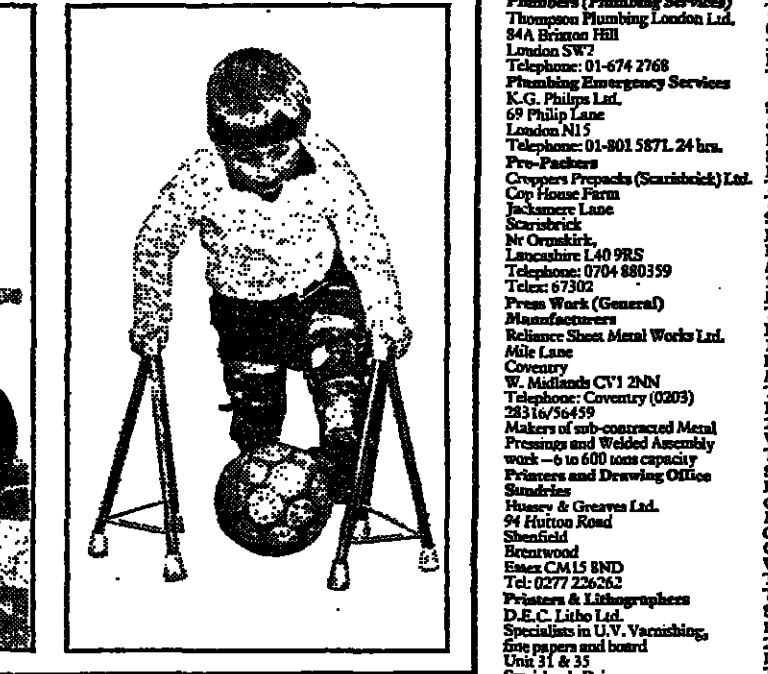 Plumbers (Plumbing Services)
Thompson Plumbing London Ltd.
84A Brixton Hill
London SW2
Telephone: 01-674 2768
Plumbing Emergency Services
K.G. Philips Ltd.
69 Philip Lane
London N15
Telephone: 01-801 5871. 24 hrs.
Pre-Packers
Croppers Prepacks (Scarisbrick) Ltd.
Cop House Farm
Jacksmere Lane
Scarisbrick
Nr Ormskirk,
Lancashire L40 9RS
Telephone: 0704 880359
Telex: 67302
Press Work (General)
Manufacturers
Reliance Sheet Metal Works Ltd.
Mile Lane
Coventry
W. Midlands CV1 2NN
Telephone: Coventry (0203)
28316/56459
Makers of sub-contracted Metal
Pressings and Welded Assembly
work—6 to 600 tons capacity
Printers and Drawing Office
Sundries
Hussey & Greaves Ltd.
94 Hutton Road
Shenfield
Brentwood
Essex CM15 8ND
Tel: 0277 226262
Printers & Lithographers
D.E.C. Litho Ltd.
Specialists in U.V. Varnishing,
fine papers and board
Unit 31 & 35